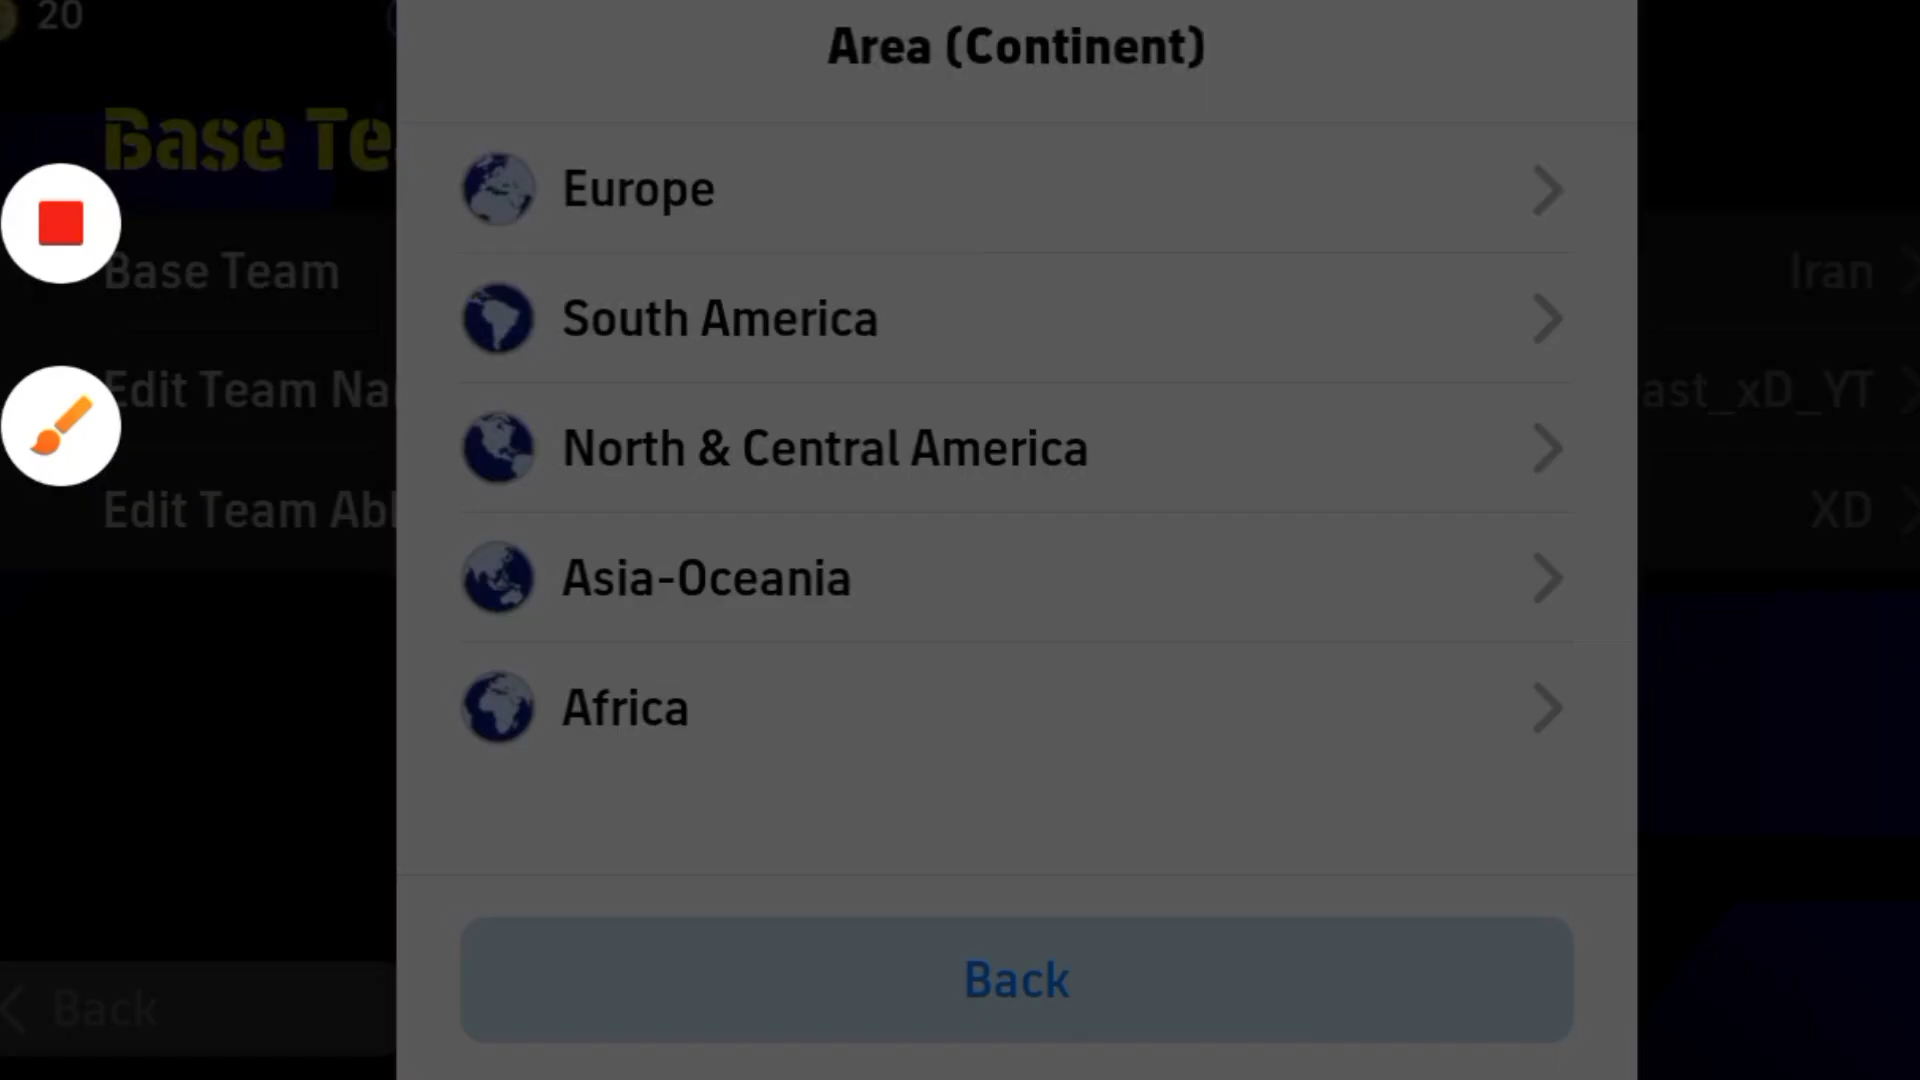 20
Area (Continent)
Base Te
Europe
Base Team
Iran
South America
Edit Team Na
ast_xD_YT
North & Central America
Edit Team Ab
XD
Asia-Oceania
Africa
Back
Back